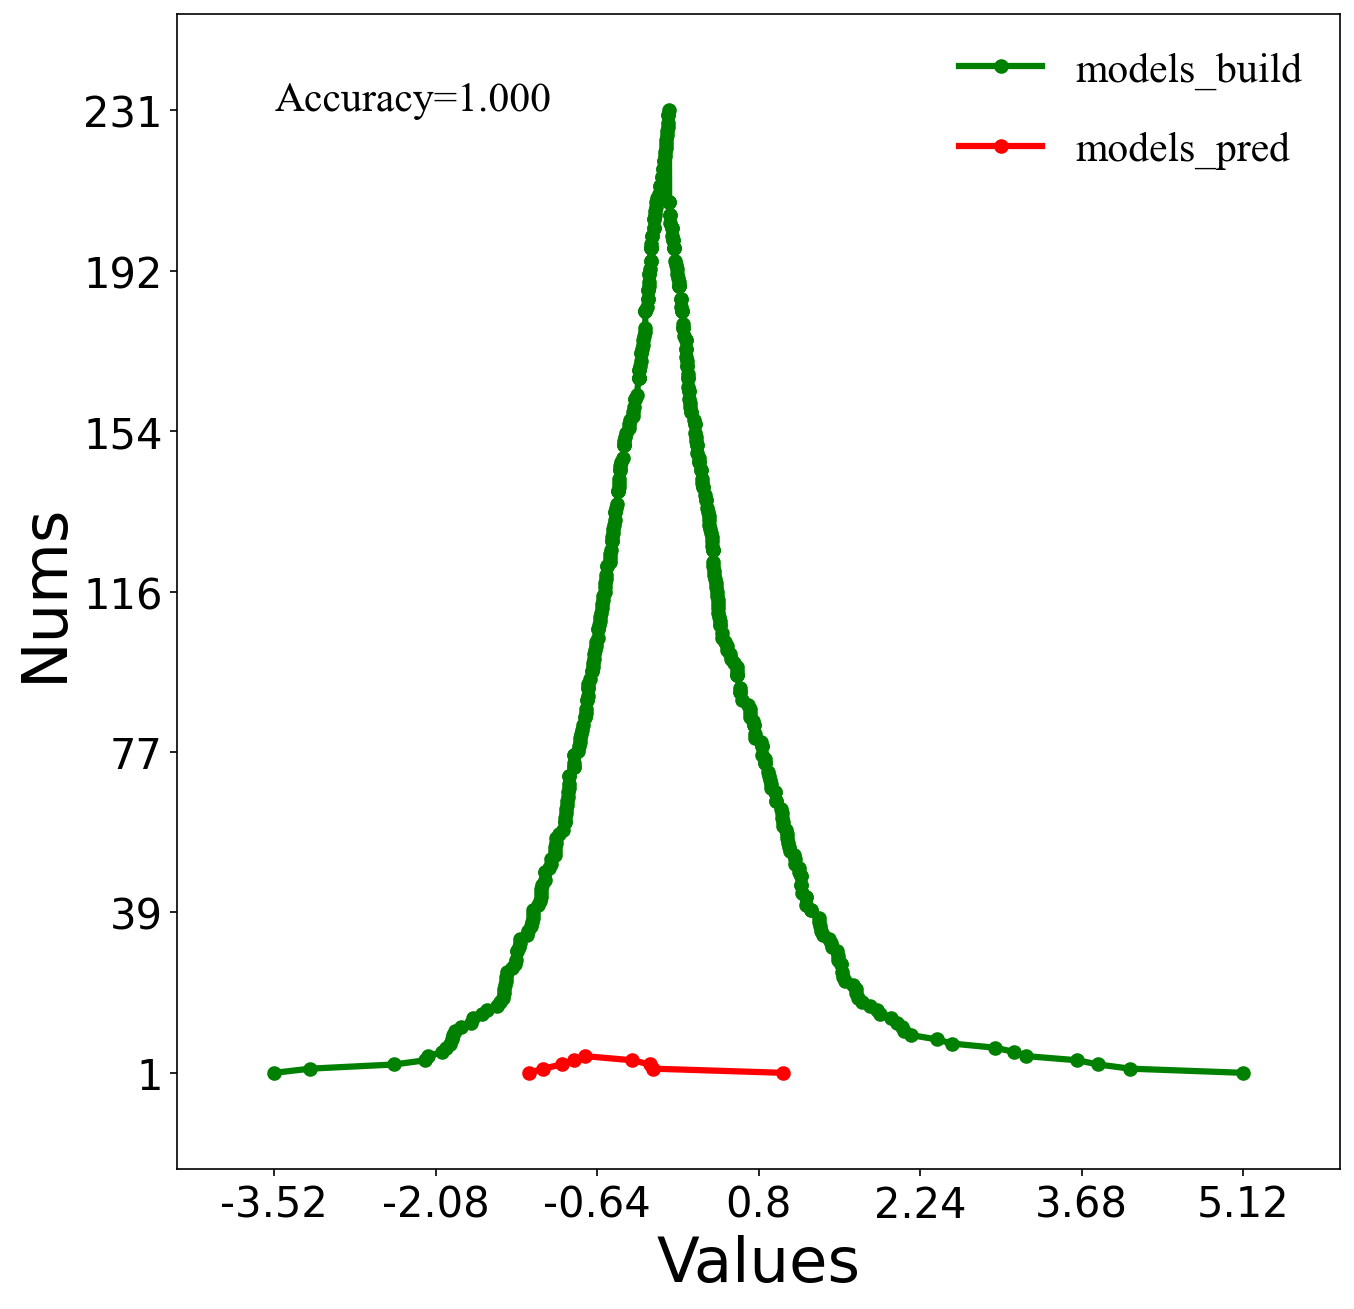 Accuracy=1.000
models_build
models_pred
231
192
154
116
77
39
1
Nums
-3.52 -2.08 -0.64 0.8 2.24 3.68 5.12
Values